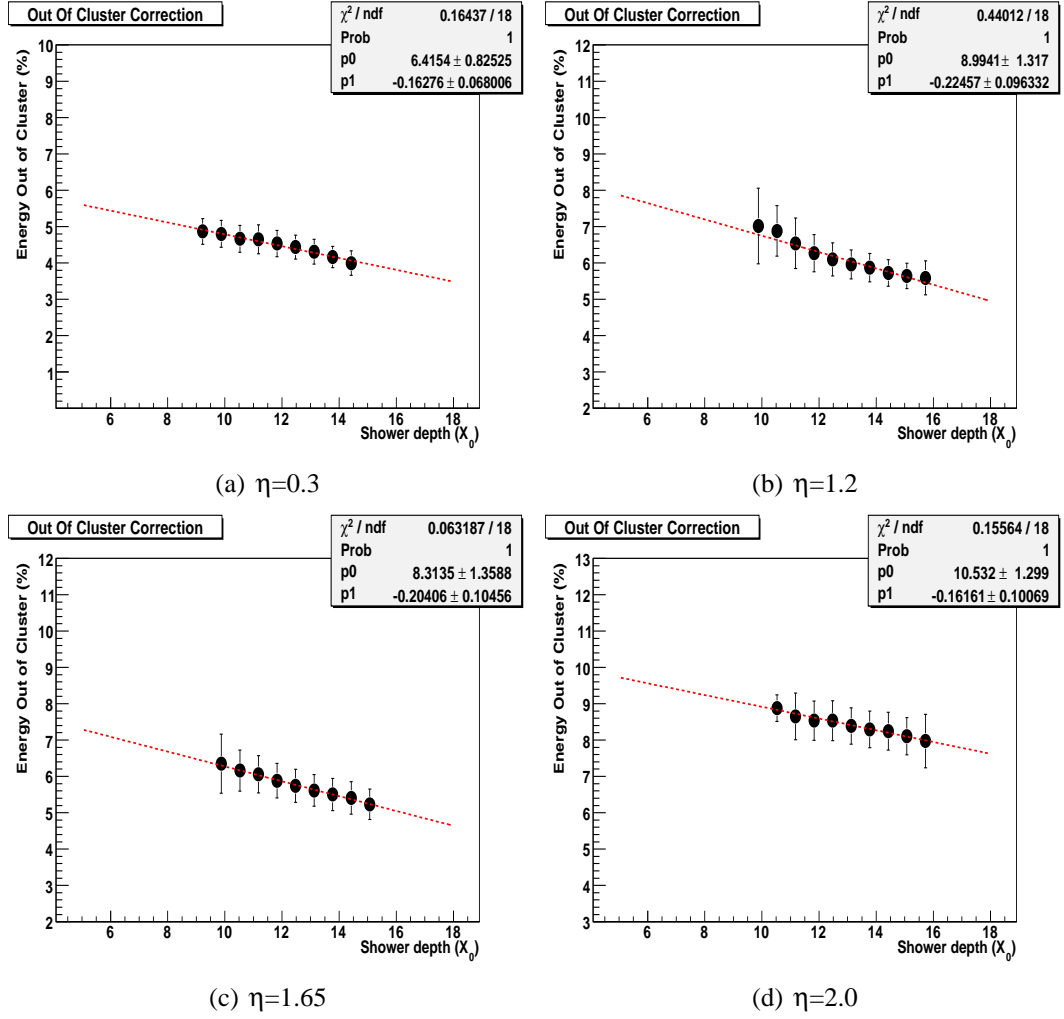 Out Of Cluster Correction
χ² / ndf 0.16437 / 18
Prob 1
p0 6.4154 ± 0.82525
p1 -0.16276 ± 0.068006
Energy Out of Cluster (%)
10
9
8
7
6
5
4
3
2
1
6 8 10 12 14 16 18
Shower depth (X₀)
(a) η=0.3
Out Of Cluster Correction
χ² / ndf 0.44012 / 18
Prob 1
p0 8.9941 ± 1.317
p1 -0.22457 ± 0.096332
Energy Out of Cluster (%)
12
11
10
9
8
7
6
5
4
3
2
6 8 10 12 14 16 18
Shower depth (X₀)
(b) η=1.2
Out Of Cluster Correction
χ² / ndf 0.063187 / 18
Prob 1
p0 8.3135 ± 1.3588
p1 -0.20406 ± 0.10456
Energy Out of Cluster (%)
12
11
10
9
8
7
6
5
4
3
2
6 8 10 12 14 16 18
Shower depth (X₀)
(c) η=1.65
Out Of Cluster Correction
χ² / ndf 0.15564 / 18
Prob 1
p0 10.532 ± 1.299
p1 -0.16161 ± 0.10069
Energy Out of Cluster (%)
13
12
11
10
9
8
7
6
5
4
3
6 8 10 12 14 16 18
Shower depth (X₀)
(d) η=2.0